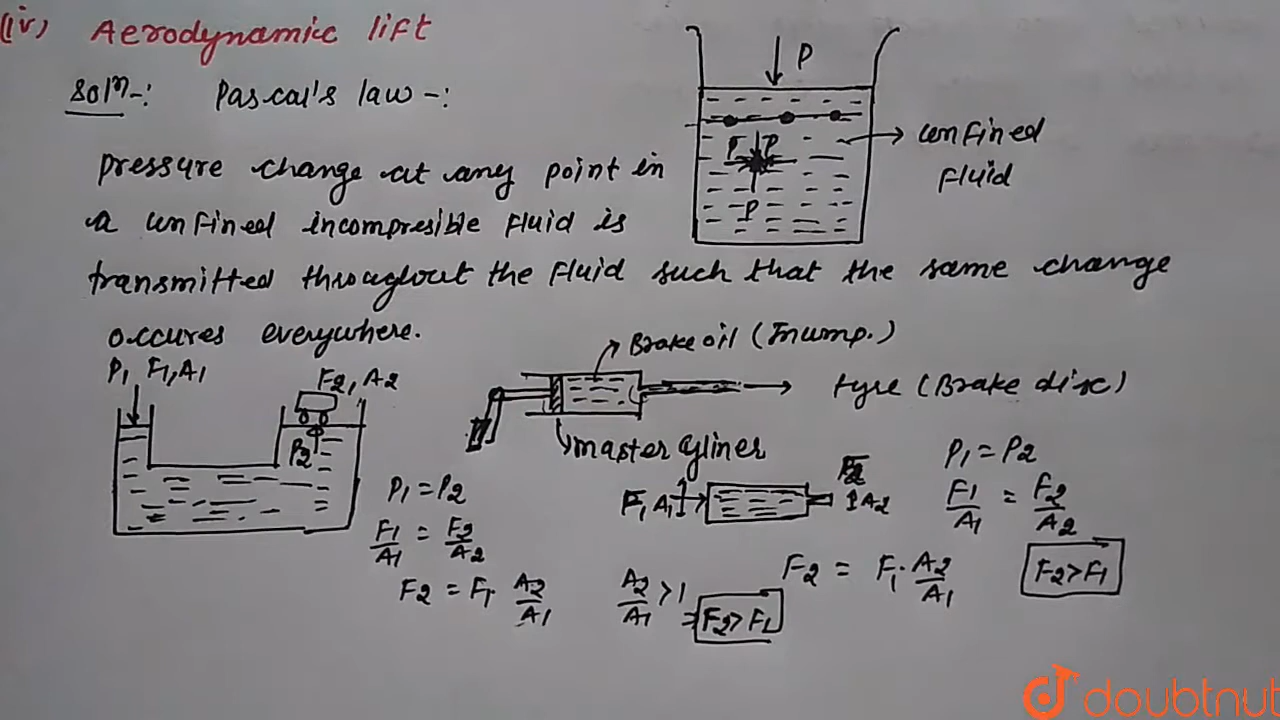 (iv) Aerodynamic lift
Solⁿ-: Pascal's law -:
P
pressure change at any point in
a confined incompresible fluid is
transmitted throughout the fluid such that the same change
occures everywhere.
P P
P
confined
fluid
P₁ F₁, A₁
F₂, A₂
P₂
Brake oil (Incomp.)
tyre (Brake disc)
master cyliner
P₁ = P₂
F₁/A₁ = F₂/A₂
F₂ = F₁. A₂/A₁
A₂/A₁ > 1
= F₂ > F₁
F₁ A₁
F₂
A₂
P₁ = P₂
F₁/A₁ = F₂/A₂
F₂ = F₁. A₂/A₁
F₂ > F₁
doubtnut